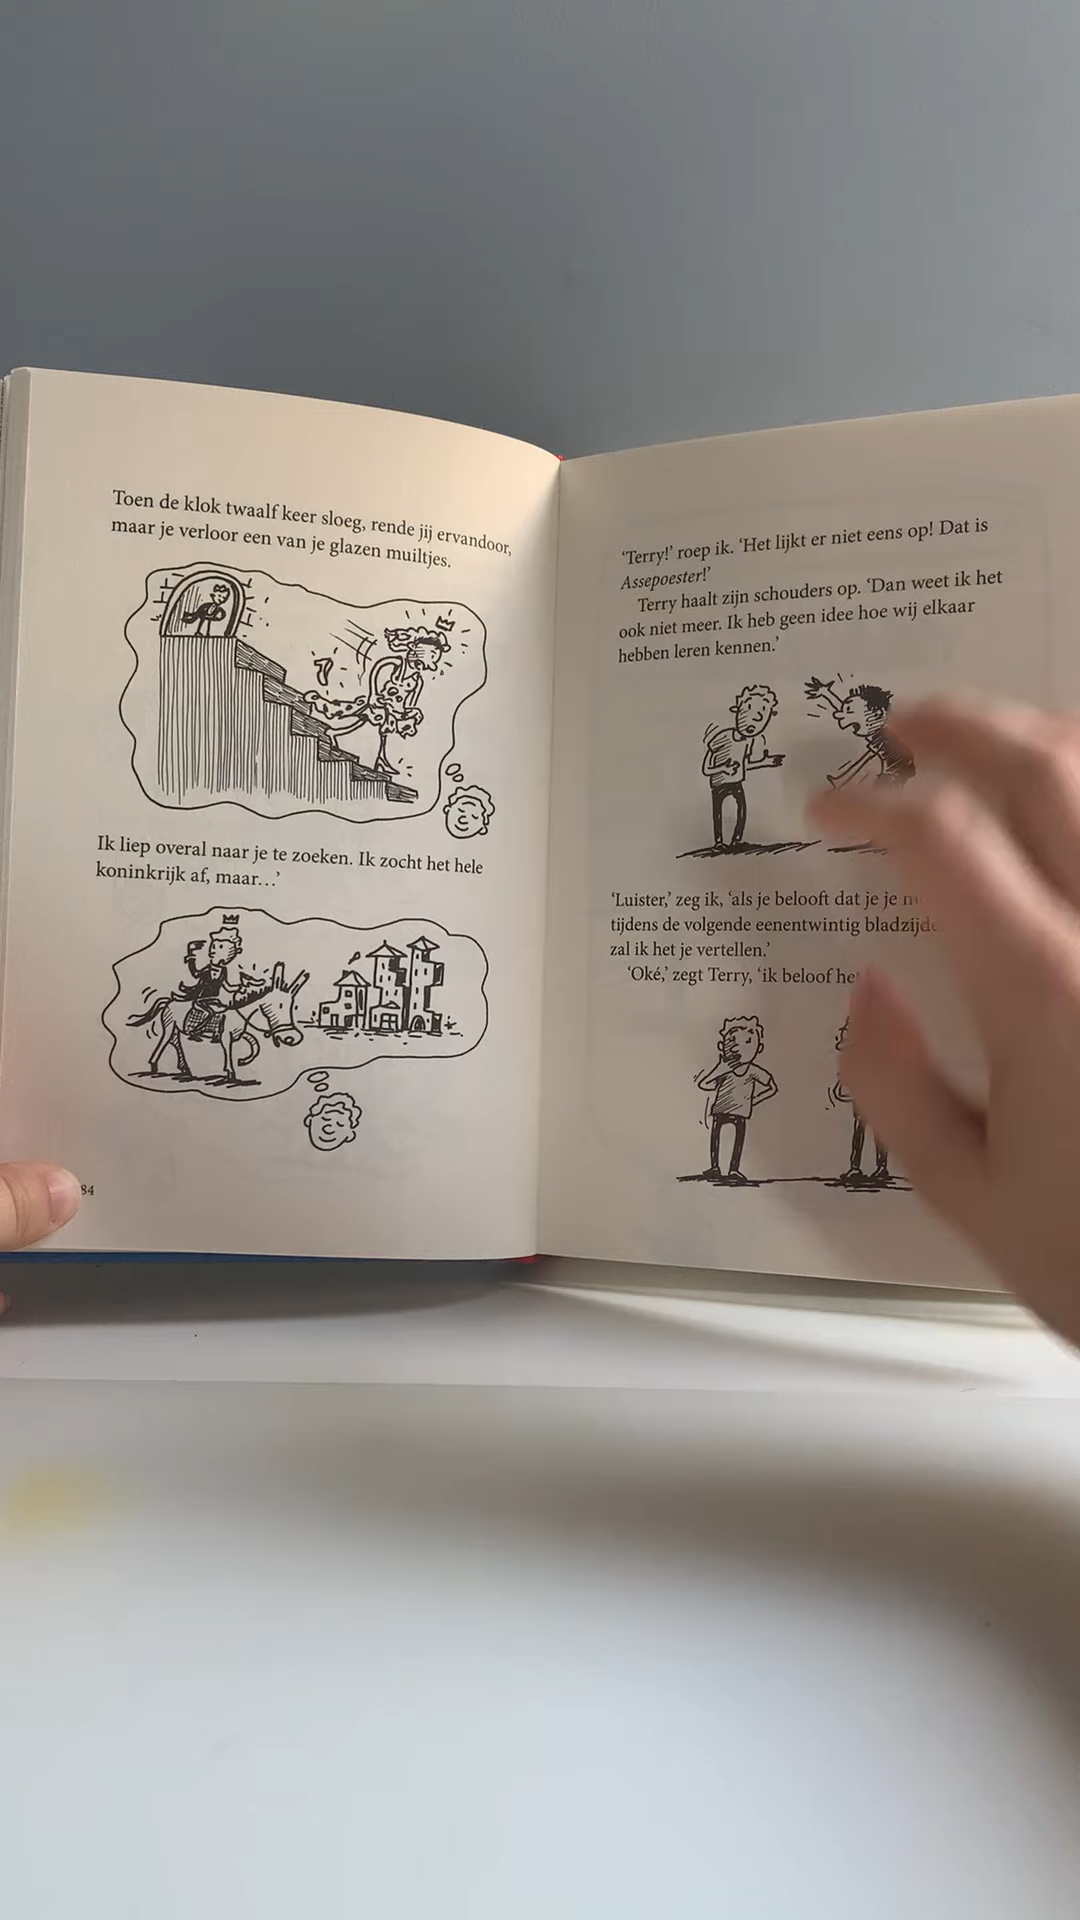 Toen de klok twaalf keer sloeg, rende jij ervandoor,
maar je verloor een van je glazen muiltjes.
Ik liep overal naar je te zoeken. Ik zocht het hele
koninkrijk af, maar…’
84
‘Terry!’ roep ik. ‘Het lijkt er niet eens op! Dat is
Assepoester!’
Terry haalt zijn schouders op. ‘Dan weet ik het
ook niet meer. Ik heb geen idee hoe wij elkaar
hebben leren kennen.’
‘Luister,’ zeg ik, ‘als je belooft dat je je
tijdens de volgende eenentwintig
zal ik het je vertellen.’
‘Oké,’ zegt Terry, ‘ik beloof